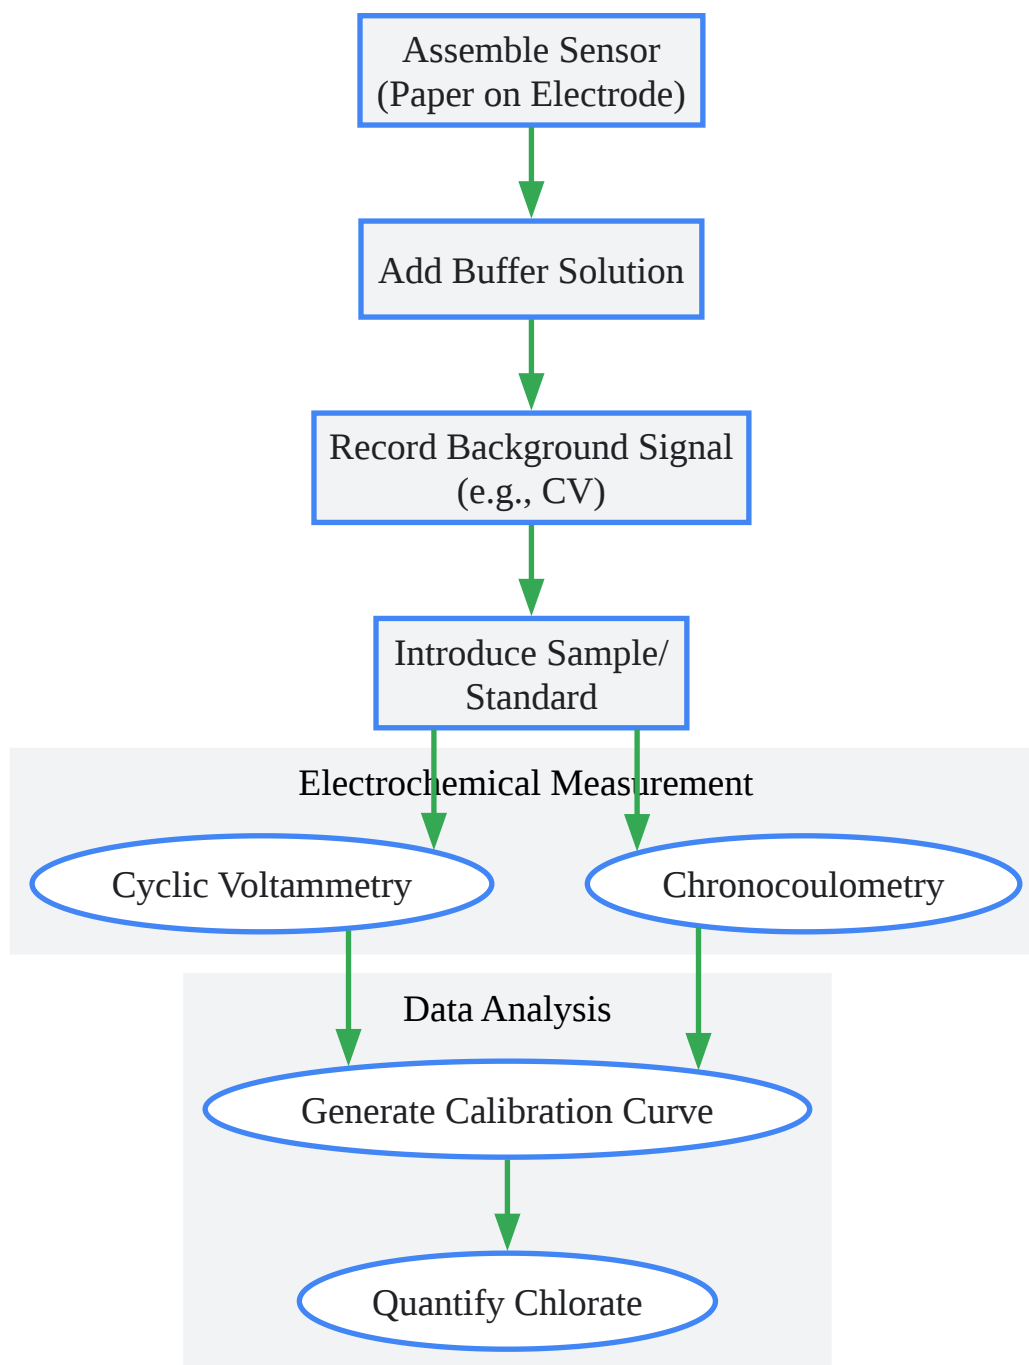 Assemble Sensor
(Paper on Electrode)
Add Buffer Solution
Record Background Signal
(e.g., CV)
Introduce Sample/
Standard
Electrochemical Measurement
Cyclic Voltammetry
Chronocoulometry
Data Analysis
Generate Calibration Curve
Quantify Chlorate